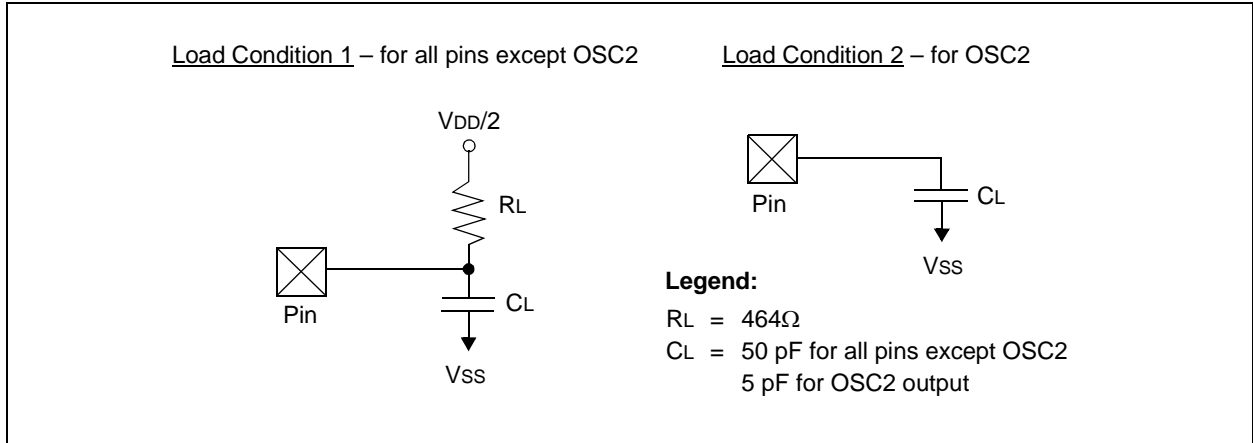 Load Condition 1 – for all pins except OSC2
VDD/2
RL
Pin
CL
VSS
Load Condition 2 – for OSC2
Pin
CL
VSS
Legend:
RL = 464Ω
CL = 50 pF for all pins except OSC2
5 pF for OSC2 output